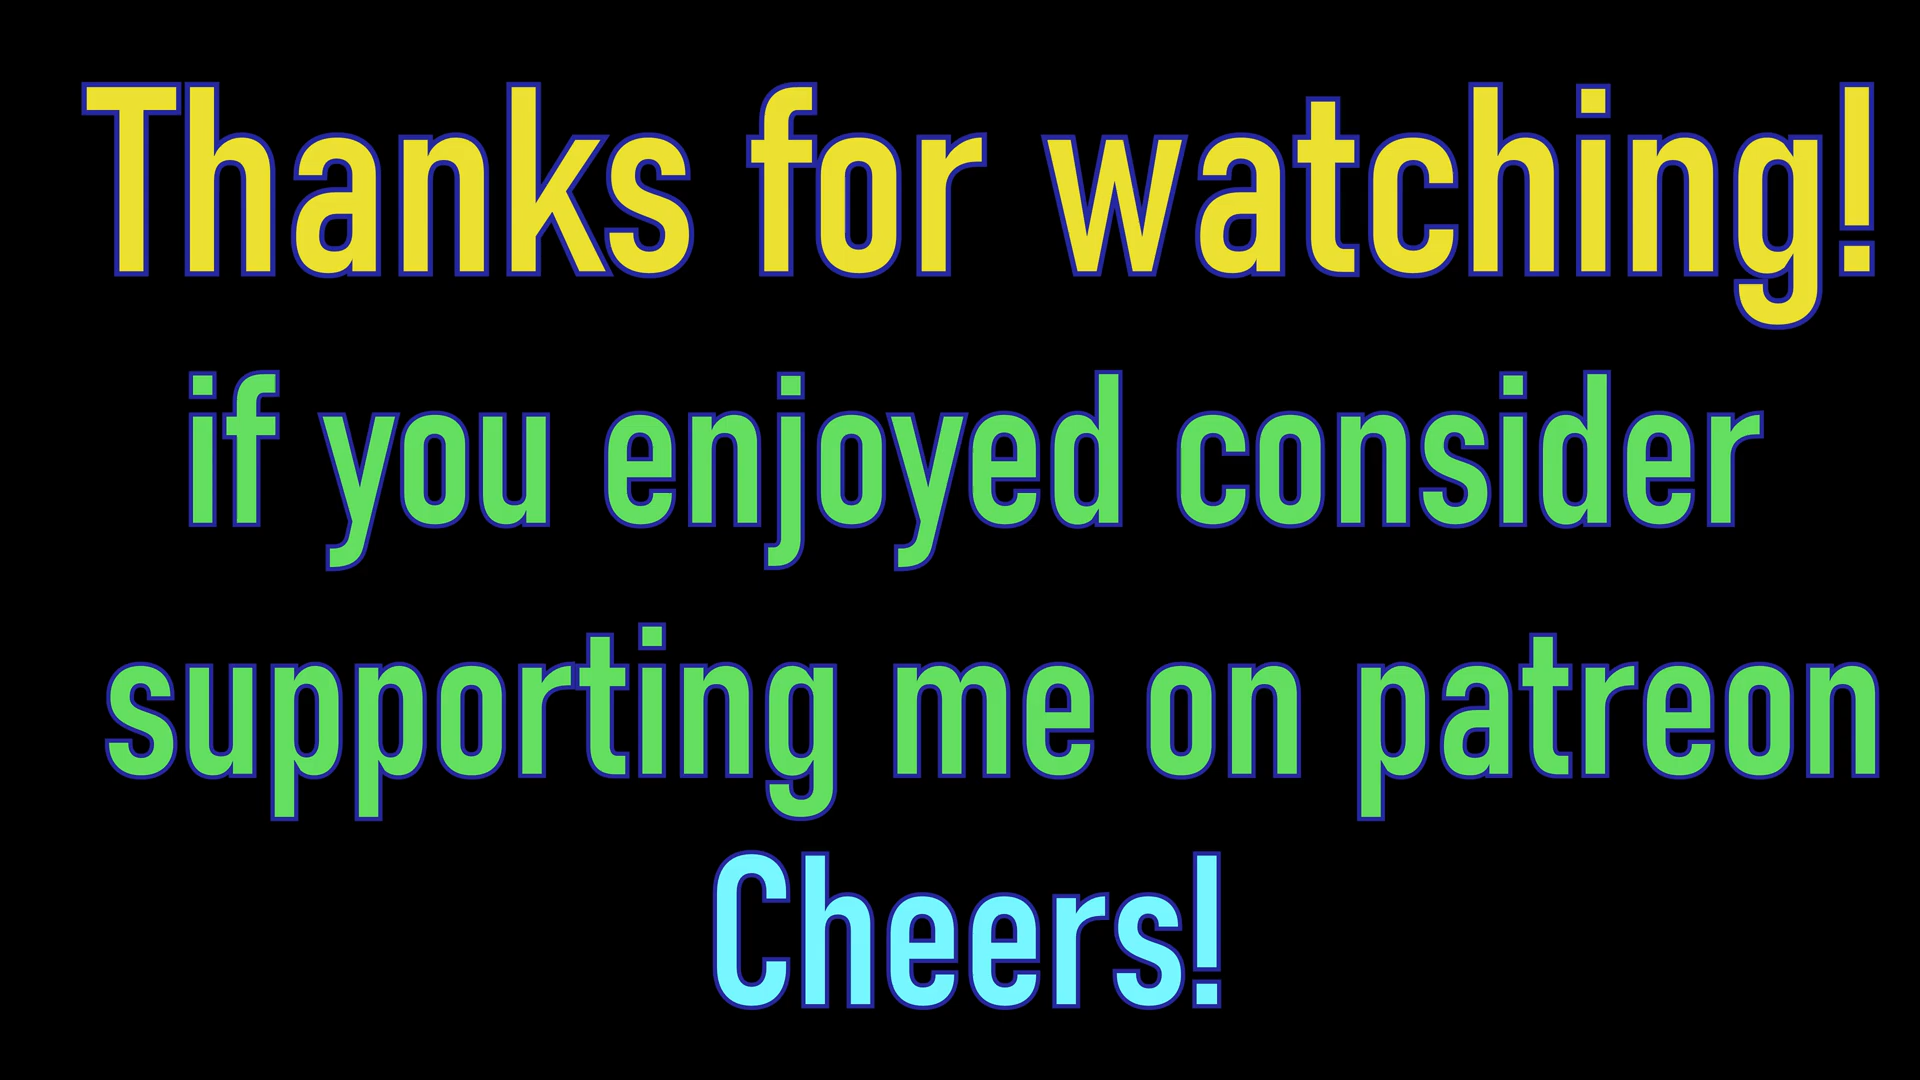 Thanks for watching!
if you enjoyed consider
supporting me on patreon
Cheers!